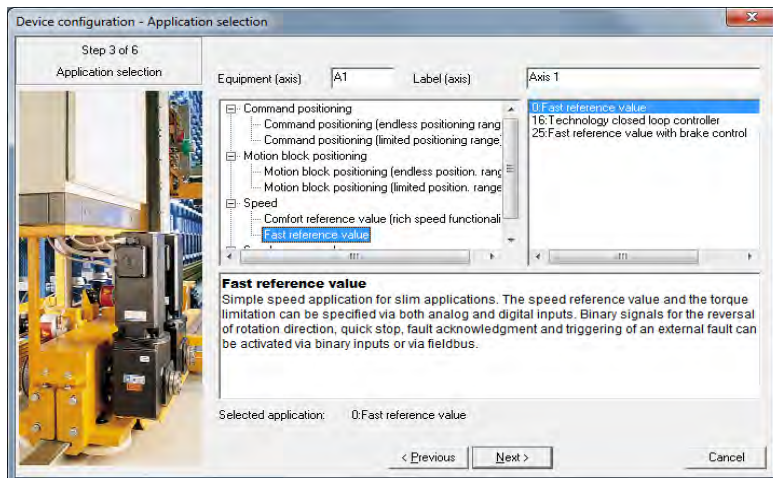 Device configuration - Application selection
Step 3 of 6
Application selection
Equipment (axis) A1 Label (axis) Axis 1
Command positioning
Command positioning (endless positioning rang
Command positioning (limited positioning range
Motion block positioning
Motion block positioning (endless position. rang
Motion block positioning (limited position. range
Speed
Comfort reference value (rich speed functionali
Fast reference value
0:Fast reference value
16:Technology closed loop controller
25:Fast reference value with brake control
Fast reference value
Simple speed application for slim applications. The speed reference value and the torque
limitation can be specified via both analog and digital inputs. Binary signals for the reversal
of rotation direction, quick stop, fault acknowledgment and triggering of an external fault can
be activated via binary inputs or via fieldbus.
Selected application: 0:Fast reference value
< Previous Next > Cancel